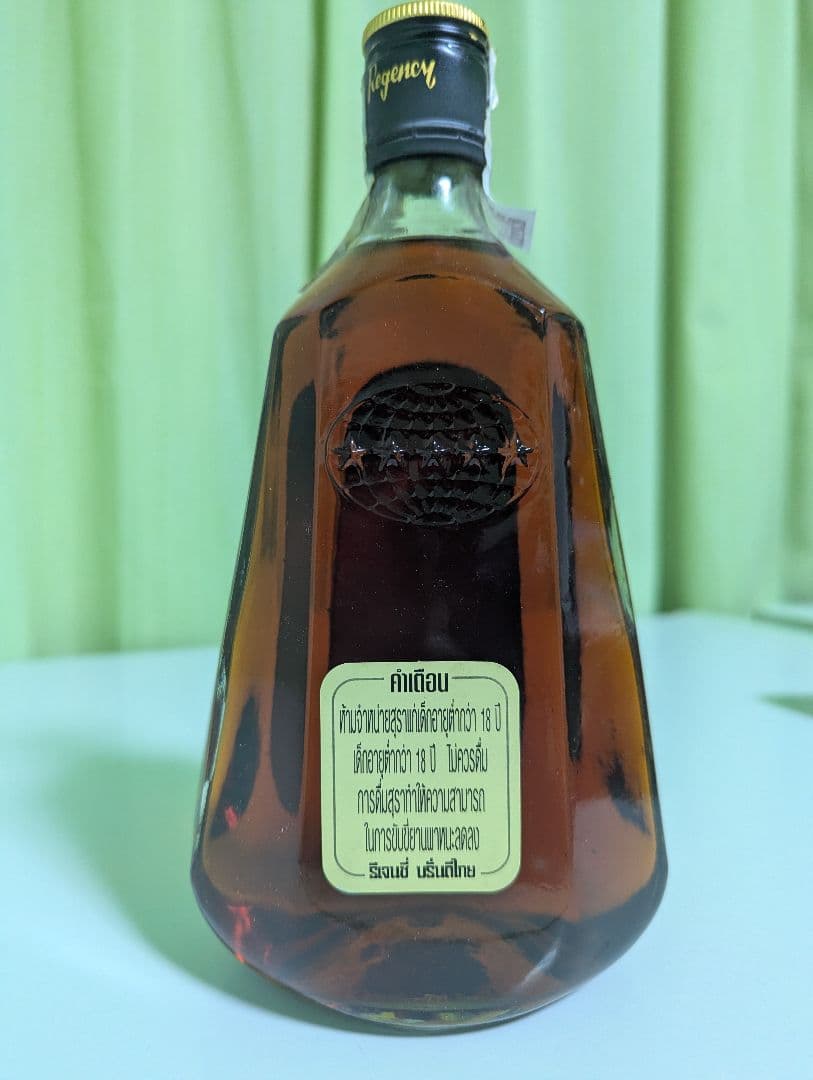 Regency
คำเตือน
ห้ามจำหน่ายสุราแก่เด็กอายุต่ำกว่า 18 ปี
เด็กอายุต่ำกว่า 18 ปี ไม่ควรดื่ม
การดื่มสุราทำให้ความสามารถ
ในการขับขี่ยานพาหนะลดลง
รีเจนซี่ บรั่นดีไทย